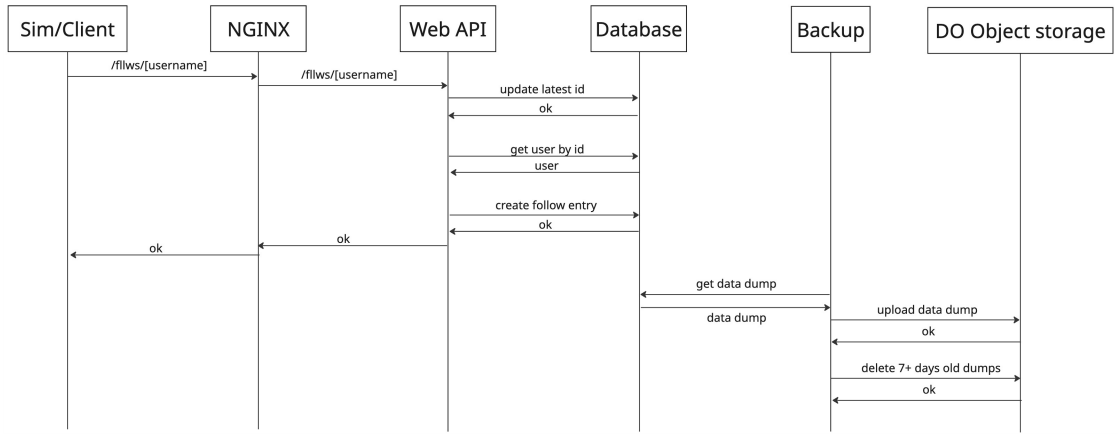 Sim/Client
NGINX
Web API
Database
Backup
DO Object storage
/fllws/[username]
/fllws/[username]
update latest id
ok
get user by id
user
create follow entry
ok
ok
ok
get data dump
data dump
upload data dump
ok
delete 7+ days old dumps
ok